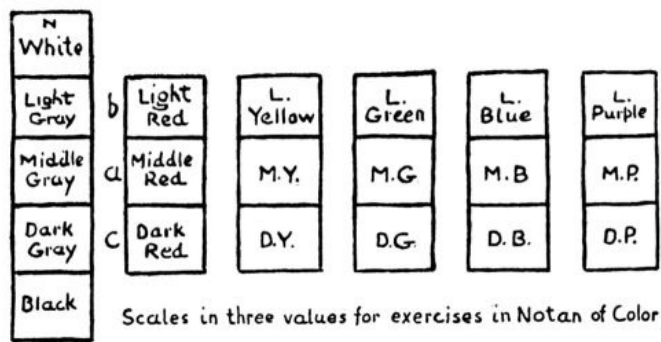 N
White
Light
Gray
Middle
Gray
Dark
Gray
Black
b
a
c
Light
Red
Middle
Red
Dark
Red
L.
Yellow
M.Y.
D.Y.
L.
Green
M.G
D.G.
L.
Blue
M.B
D.B.
L.
Purple
M.P.
D.P.
Scales in three values for exercises in Notan of Color